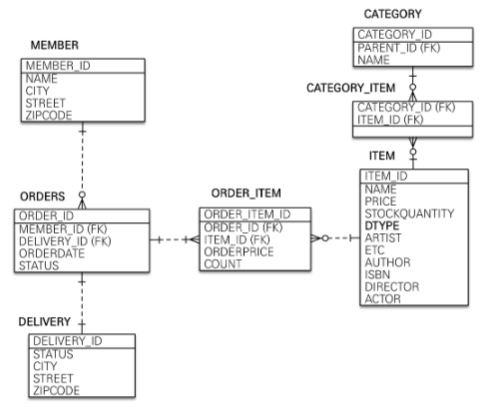 CATEGORY
CATEGORY_ID
PARENT_ID (FK)
NAME
MEMBER
MEMBER_ID
NAME
CITY
STREET
ZIPCODE
CATEGORY_ITEM
CATEGORY_ID (FK)
ITEM_ID (FK)
ITEM
ITEM_ID
NAME
PRICE
STOCKQUANTITY
DTYPE
ARTIST
ETC
AUTHOR
ISBN
DIRECTOR
ACTOR
ORDERS
ORDER_ID
MEMBER_ID (FK)
DELIVERY_ID (FK)
ORDERDATE
STATUS
ORDER_ITEM
ORDER_ITEM_ID
ORDER_ID (FK)
ITEM_ID (FK)
ORDERPRICE
COUNT
DELIVERY
DELIVERY_ID
STATUS
CITY
STREET
ZIPCODE